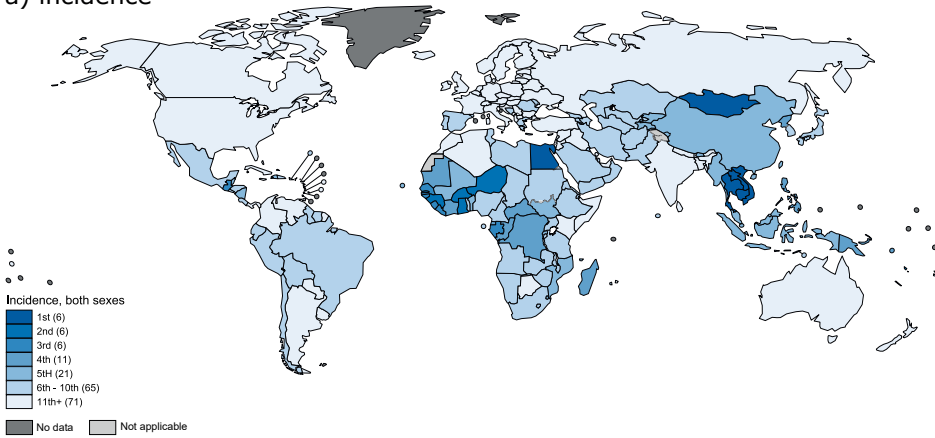 a) Incidence
Incidence, both sexes
1st (6)
2nd (6)
3rd (6)
4th (11)
5tH (21)
6th - 10th (65)
11th+ (71)
No data
Not applicable